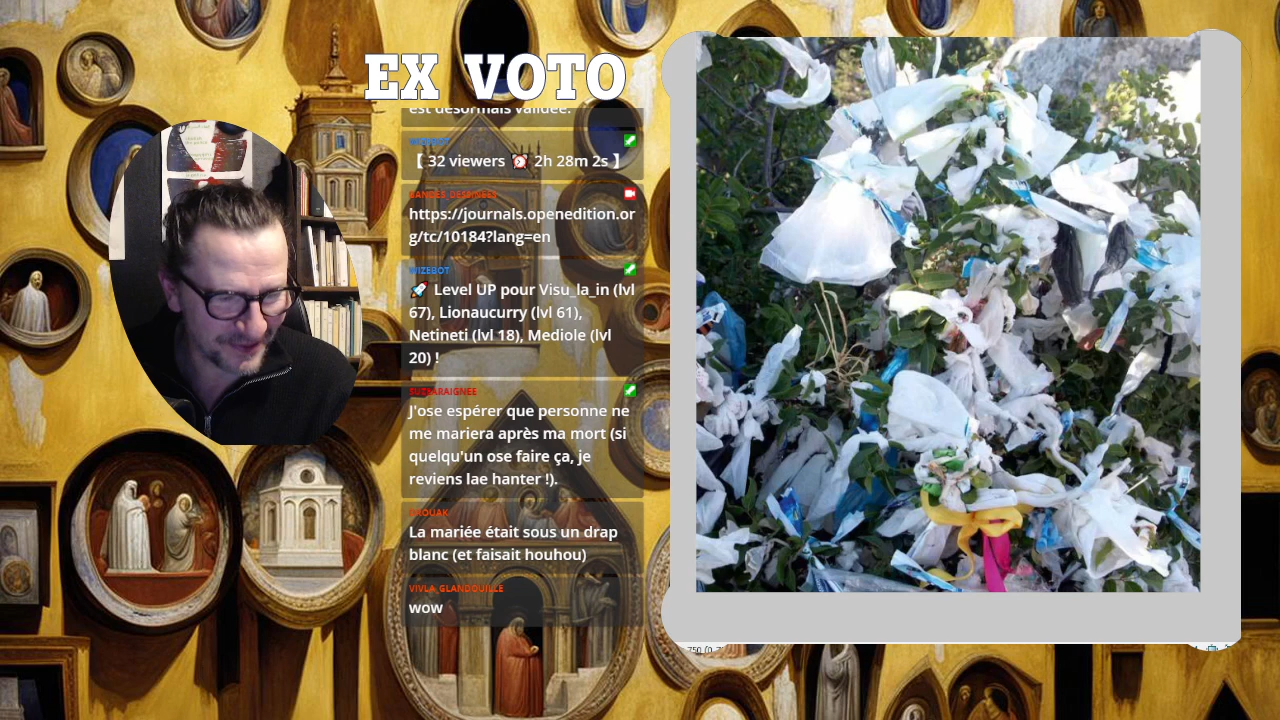 EX VOTO
est désormais validée.
WIZEBOT
【 32 viewers ⏰ 2h 28m 2s 】
https://journals.openedition.or
g/tc/10184?lang=en
WIZEBOT
🚀 Level UP pour Visu_la_in (lvl
67), Lionaucurry (lvl 61),
Netineti (lvl 18), Mediole (lvl
20) !
J'ose espérer que personne ne
me mariera après ma mort (si
quelqu'un ose faire ça, je
reviens lae hanter !).
La mariée était sous un drap
blanc (et faisait houhou)
VIVLA_GLANDOUILLE
wow